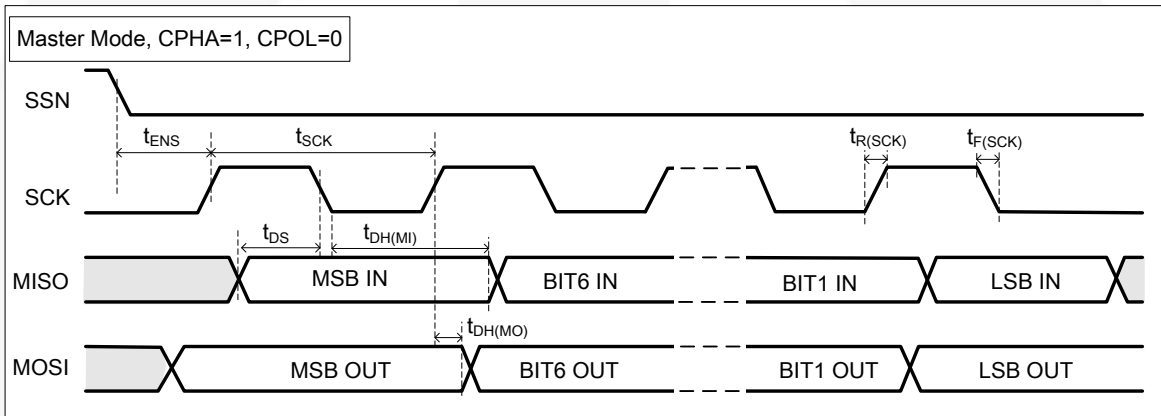 Master Mode, CPHA=1, CPOL=0
SSN
tENS
tSCK
tR(SCK)
tF(SCK)
SCK
tDS
tDH(MI)
MISO
MSB IN
BIT6 IN
BIT1 IN
LSB IN
tDH(MO)
MOSI
MSB OUT
BIT6 OUT
BIT1 OUT
LSB OUT